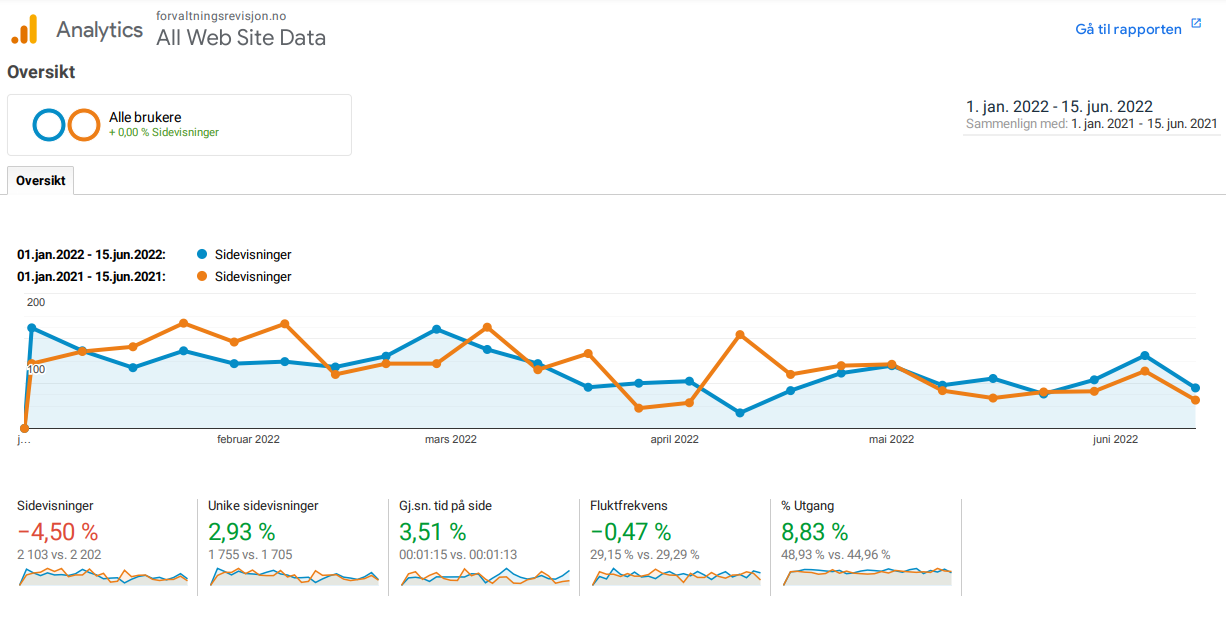 Analytics
forvaltningsrevisjon.no
All Web Site Data
Gå til rapporten
Oversikt
Alle brukere
+ 0,00 % Sidevisninger
1. jan. 2022 - 15. jun. 2022
Sammenlign med: 1. jan. 2021 - 15. jun. 2021
Oversikt
01.jan.2022 - 15.jun.2022: Sidevisninger
01.jan.2021 - 15.jun.2021: Sidevisninger
200
100
j… februar 2022 mars 2022 april 2022 mai 2022 juni 2022
Sidevisninger
−4,50 %
2 103 vs. 2 202
Unike sidevisninger
2,93 %
1 755 vs. 1 705
Gj.sn. tid på side
3,51 %
00:01:15 vs. 00:01:13
Fluktfrekvens
−0,47 %
29,15 % vs. 29,29 %
% Utgang
8,83 %
48,93 % vs. 44,96 %